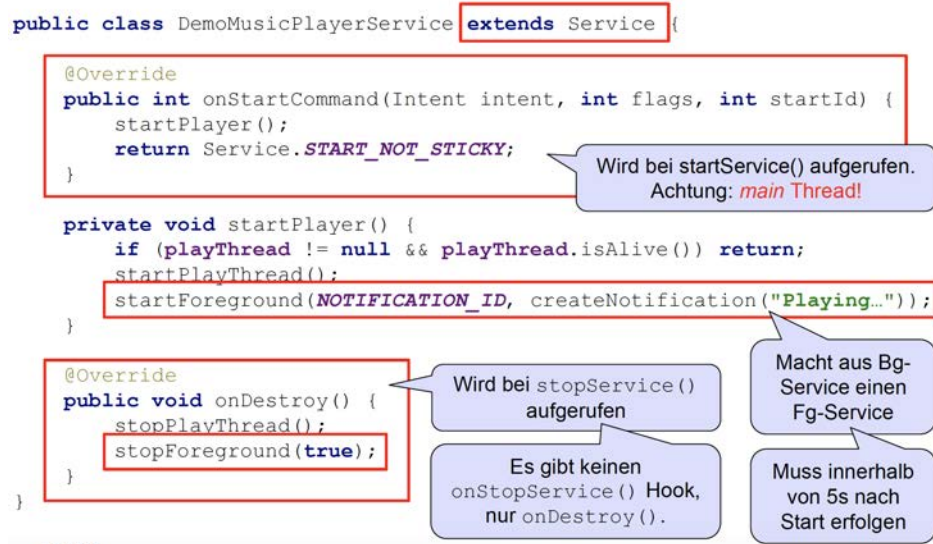 public class DemoMusicPlayerService extends Service {
@Override
public int onStartCommand(Intent intent, int flags, int startId) {
startPlayer();
return Service.START_NOT_STICKY;
}
Wird bei startService() aufgerufen.
Achtung: main Thread!
private void startPlayer() {
if (playThread != null && playThread.isAlive()) return;
startPlayThread();
startForeground(NOTIFICATION_ID, createNotification("Playing…"));
}
Macht aus Bg-
Service einen
Fg-Service
Muss innerhalb
von 5s nach
Start erfolgen
@Override
public void onDestroy() {
stopPlayThread();
stopForeground(true);
}
}
Wird bei stopService()
aufgerufen
Es gibt keinen
onStopService() Hook,
nur onDestroy().